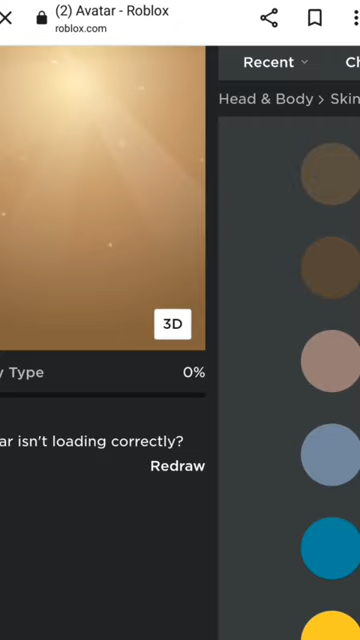 (2) Avatar - Roblox
roblox.com
Recent
Ch
Head & Body > Skin
3D
y Type 0%
ar isn't loading correctly?
Redraw